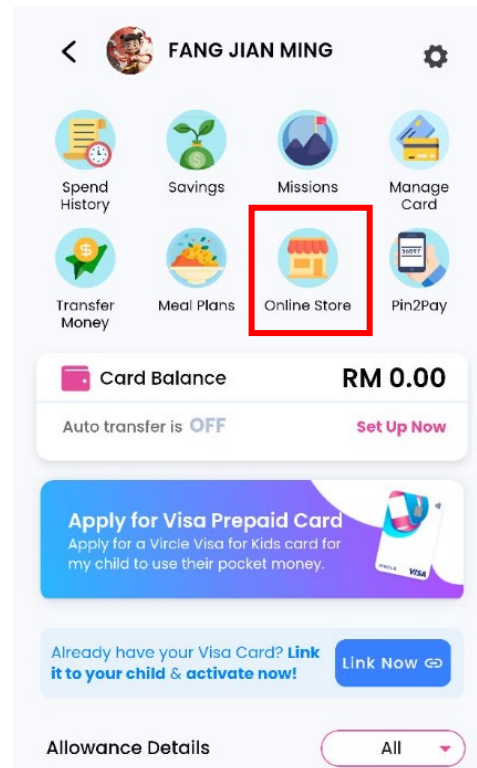 FANG JIAN MING
Spend
History
Savings
Missions
Manage
Card
Transfer
Money
Meal Plans
Online Store
36897
Pin2Pay
Card Balance
RM 0.00
Auto transfer is OFF
Set Up Now
Apply for Visa Prepaid Card
Apply for a Vircle Visa for Kids card for
my child to use their pocket money.
VIRCLE
VISA
Already have your Visa Card? Link
it to your child & activate now!
Link Now
Allowance Details
All